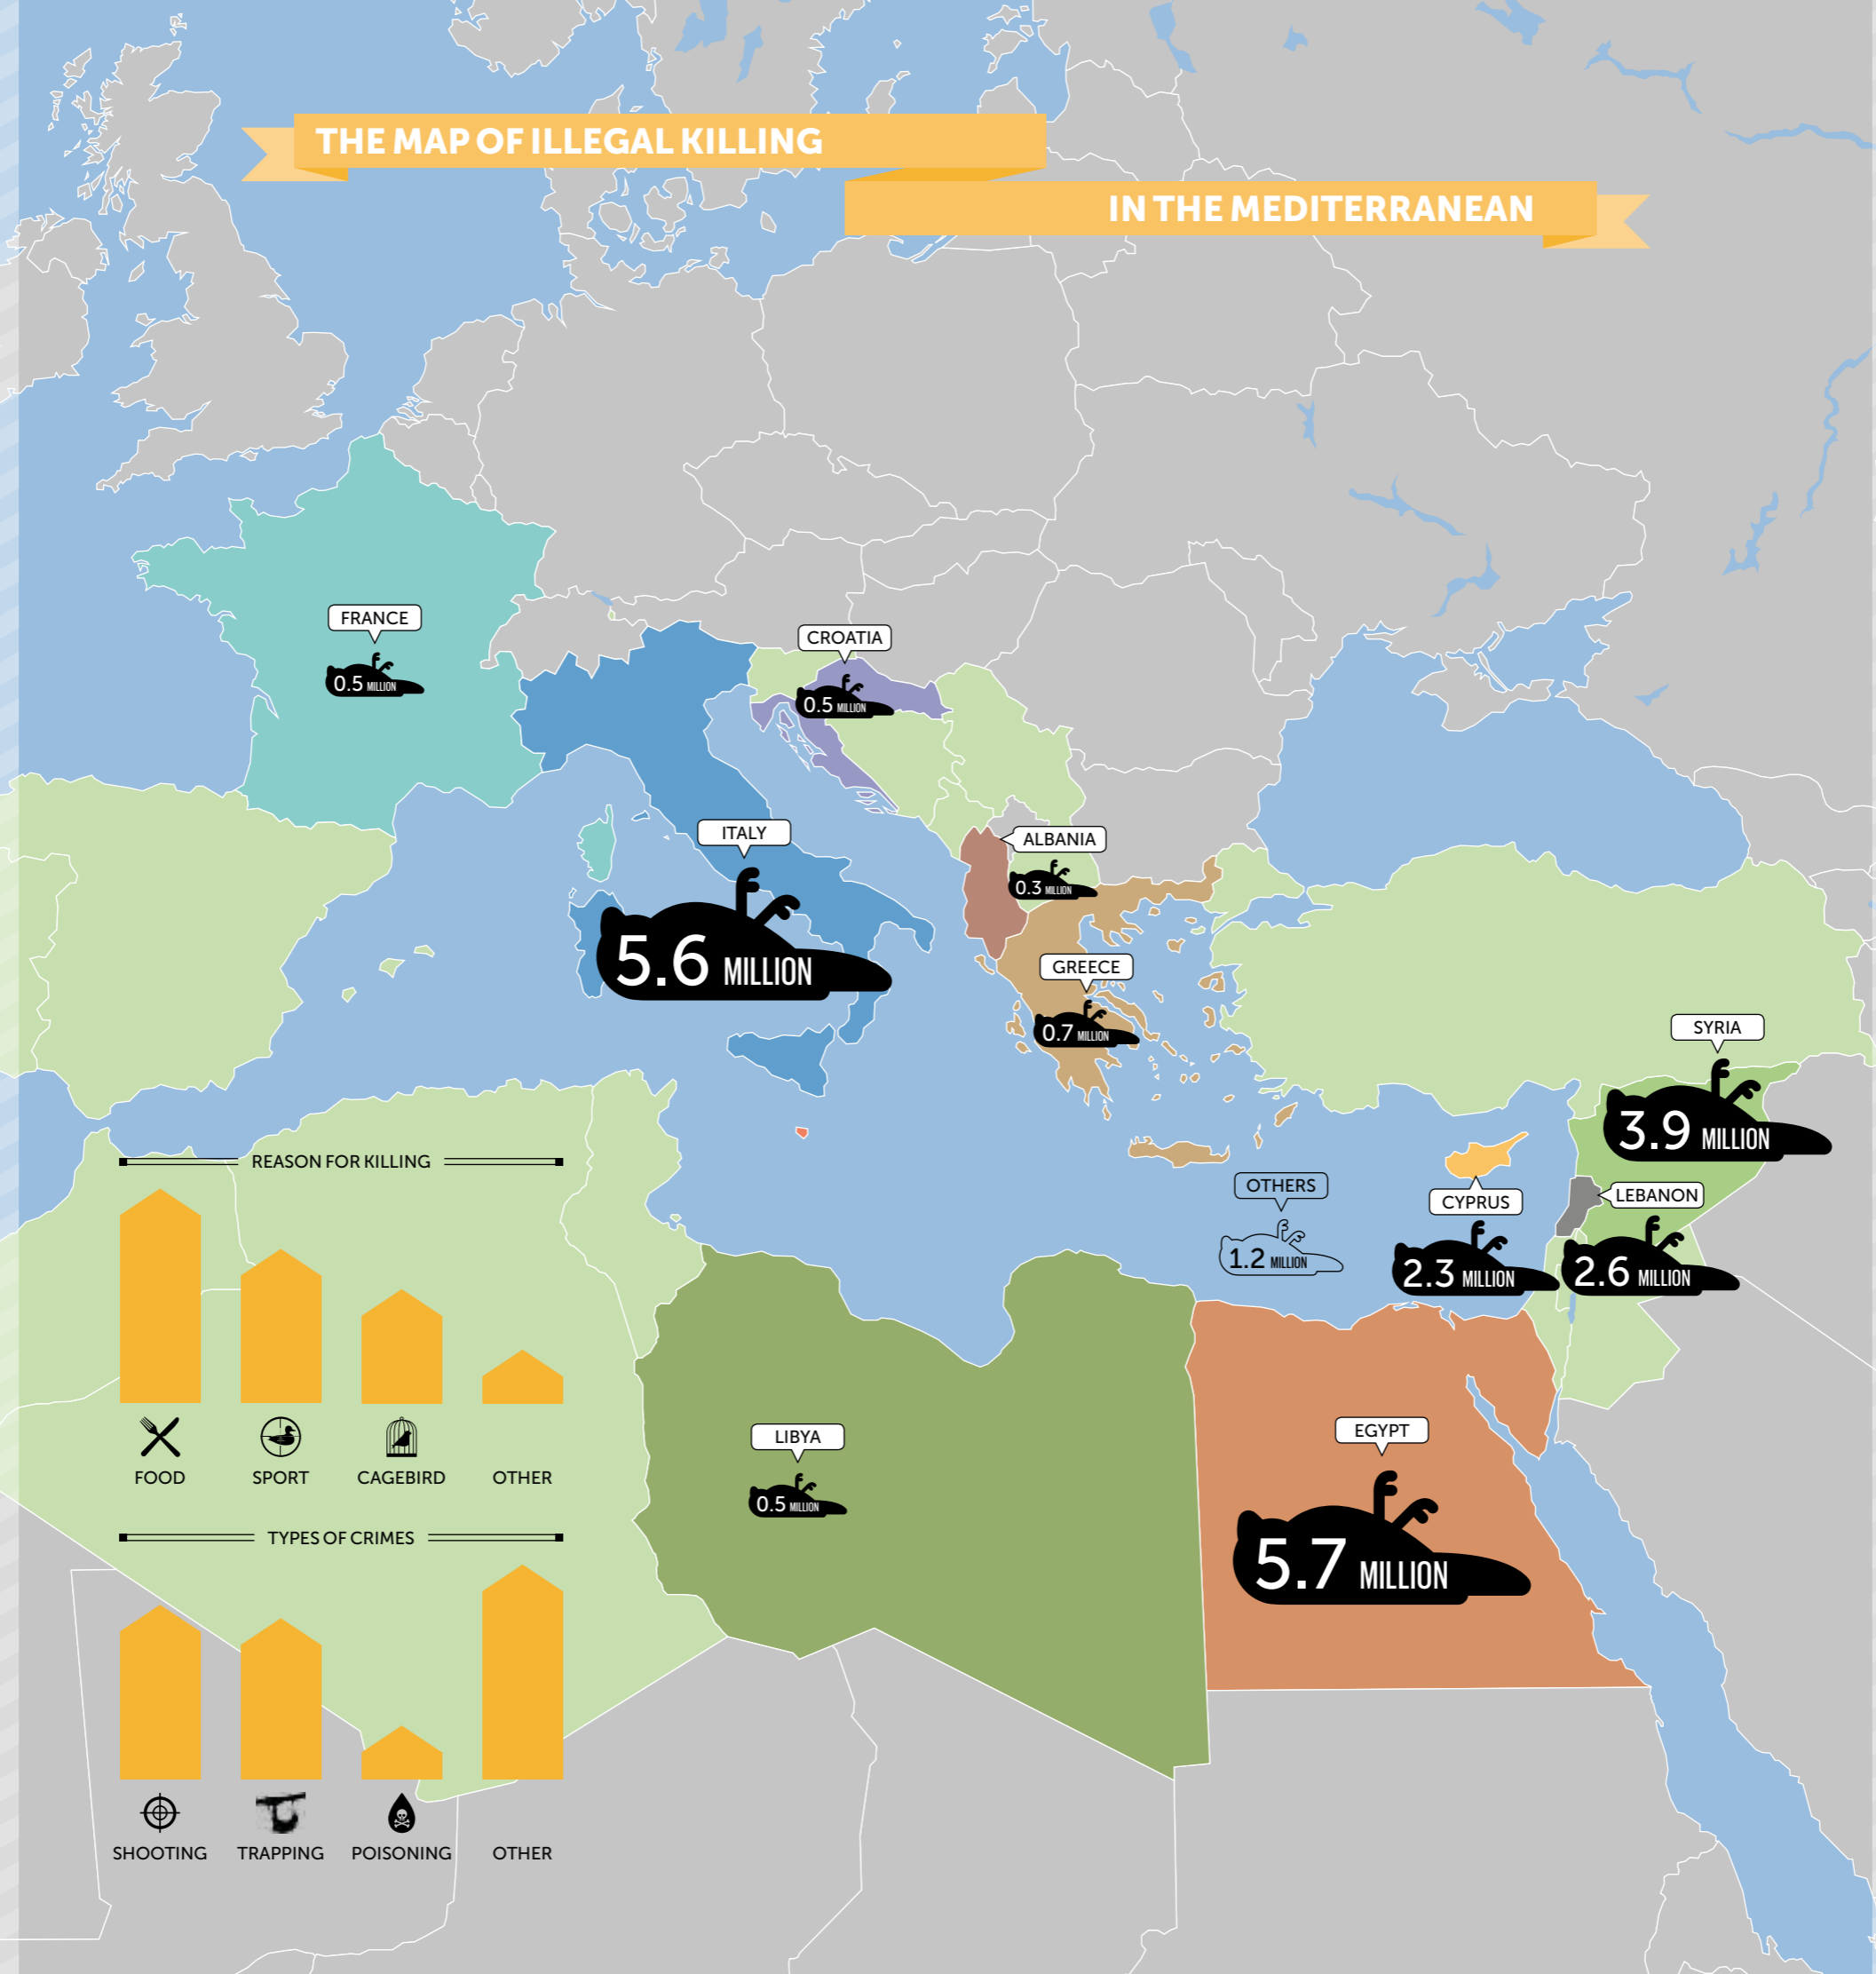 THE MAP OF ILLEGAL KILLING
IN THE MEDITERRANEAN
FRANCE
0.5 MILLION
CROATIA
0.5 MILLION
ITALY
5.6 MILLION
ALBANIA
0.3 MILLION
GREECE
0.7 MILLION
SYRIA
3.9 MILLION
OTHERS
1.2 MILLION
CYPRUS
2.3 MILLION
LEBANON
2.6 MILLION
LIBYA
0.5 MILLION
EGYPT
5.7 MILLION
REASON FOR KILLING
FOOD SPORT CAGEBIRD OTHER
TYPES OF CRIMES
SHOOTING TRAPPING POISONING OTHER